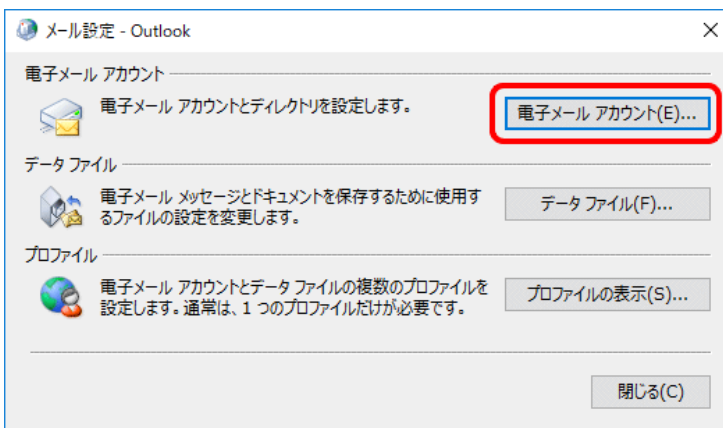 メール設定 - Outlook
電子メール アカウント
電子メール アカウントとディレクトリを設定します。
電子メール アカウント(E)...
データ ファイル
電子メール メッセージとドキュメントを保存するために使用す
るファイルの設定を変更します。
データ ファイル(F)...
プロファイル
電子メール アカウントとデータ ファイルの複数のプロファイルを
設定します。通常は、1 つのプロファイルだけが必要です。
プロファイルの表示(S)...
閉じる(C)